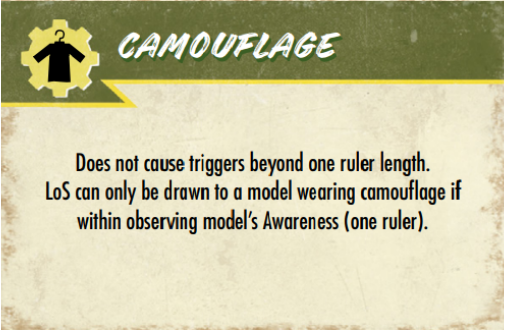 CAMOUFLAGE
Does not cause triggers beyond one ruler length.
LoS can only be drawn to a model wearing camouflage if
within observing model's Awareness (one ruler).